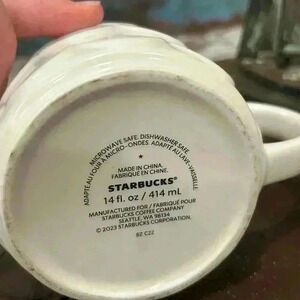 MICROWAVE SAFE. DISHWASHER SAFE.
ADAPTÉ AU FOUR À MICRO-ONDES. ADAPTÉ AU LAVE-VAISSELLE.
MADE IN CHINA.
FABRIQUÉ EN CHINE.
STARBUCKS®
14 fl. oz / 414 mL
MANUFACTURED FOR / FABRIQUÉ POUR
STARBUCKS COFFEE COMPANY
SEATTLE, WA 98134
© 2023 STARBUCKS CORPORATION.
BZ C22